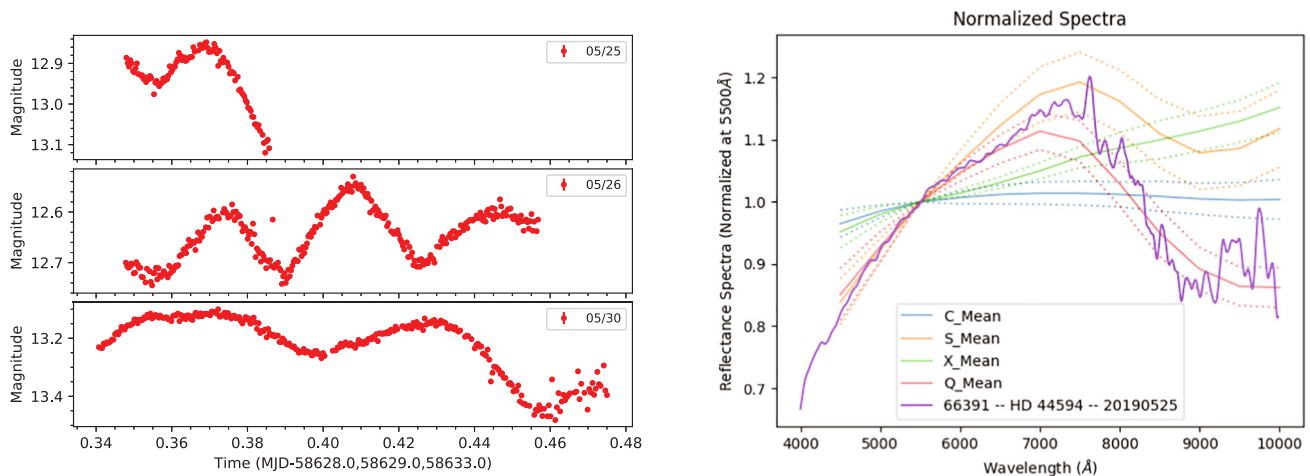 05/25
12.9
13.0
13.1
Magnitude
05/26
12.6
12.7
Magnitude
05/30
13.2
13.4
Magnitude
0.34 0.36 0.38 0.40 0.42 0.44 0.46 0.48
Time (MJD-58628.0,58629.0,58633.0)
Normalized Spectra
1.2
1.1
1.0
0.9
0.8
0.7
Reflectance Spectra (Normalized at 5500Å)
C_Mean
S_Mean
X_Mean
Q_Mean
66391 -- HD 44594 -- 20190525
4000 5000 6000 7000 8000 9000 10000
Wavelength (Å)